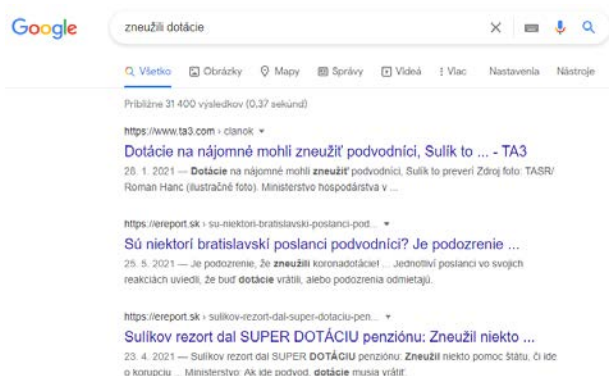 Google
zneužili dotácie
Všetko Obrázky Mapy Správy Videá Viac Nastavenia Nástroje
Približne 31 400 výsledkov (0,37 sekúnd)
https://www.ta3.com › clanok
Dotácie na nájomné mohli zneužiť podvodníci, Sulík to ... - TA3
28. 1. 2021 — Dotácie na nájomné mohli zneužiť podvodníci, Sulík to preverí Zdroj foto: TASR/
Roman Hanc (ilustračné foto). Ministerstvo hospodárstva v ...
https://ereport.sk › su-niektori-bratislavski-poslanci-pod...
Sú niektorí bratislavskí poslanci podvodníci? Je podozrenie ...
25. 5. 2021 — Je podozrenie, že zneužili koronadotácie! ... Jednotliví poslanci vo svojich
reakciách uviedli, že buď dotácie vrátili, alebo podozrenia odmietajú.
https://ereport.sk › sulikov-rezort-dal-super-dotaciu-pen...
Sulíkov rezort dal SUPER DOTÁCIU penziónu: Zneužil niekto ...
23. 4. 2021 — Sulíkov rezort dal SUPER DOTÁCIU penziónu: Zneužil niekto pomoc štátu, či ide
o korupciu ... Ministerstvo: Ak ide podvod, dotácie musia vrátiť.